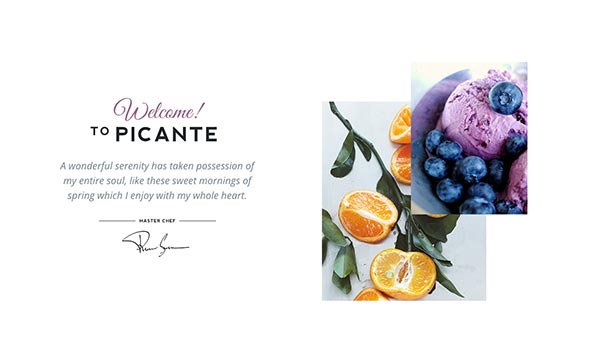 Welcome!
TO PICANTE
A wonderful serenity has taken possession of
my entire soul, like these sweet mornings of
spring which I enjoy with my whole heart.
MASTER CHEF